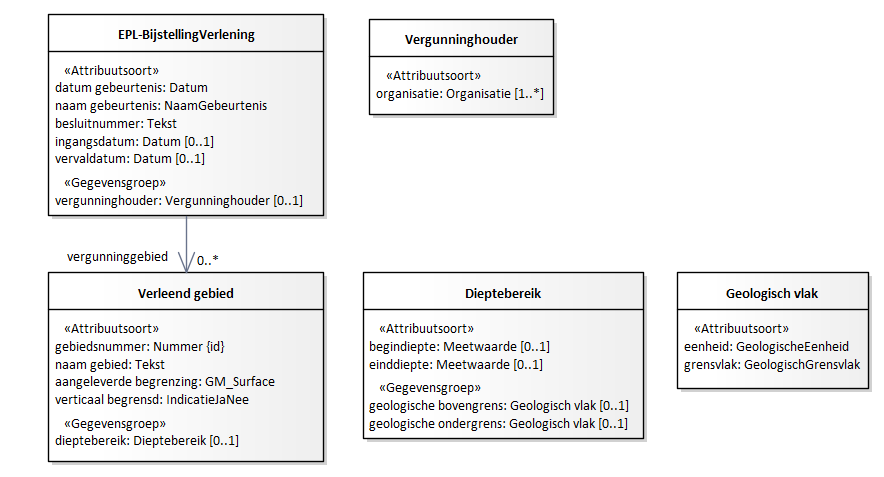 EPL-BijstellingVerlening
«Attribuutsoort»
datum gebeurtenis: Datum
naam gebeurtenis: NaamGebeurtenis
besluitnummer: Tekst
ingangsdatum: Datum [0..1]
vervaldatum: Datum [0..1]
«Gegevensgroep»
vergunninghouder: Vergunninghouder [0..1]
Vergunninghouder
«Attribuutsoort»
organisatie: Organisatie [1..*]
vergunninggebied
0..*
Verleend gebied
«Attribuutsoort»
gebiedsnummer: Nummer {id}
naam gebied: Tekst
aangeleverde begrenzing: GM_Surface
verticaal begrensd: IndicatieJaNee
«Gegevensgroep»
dieptebereik: Dieptebereik [0..1]
Dieptebereik
«Attribuutsoort»
begindiepte: Meetwaarde [0..1]
einddiepte: Meetwaarde [0..1]
«Gegevensgroep»
geologische bovengrens: Geologisch vlak [0..1]
geologische ondergrens: Geologisch vlak [0..1]
Geologisch vlak
«Attribuutsoort»
eenheid: GeologischeEenheid
grensvlak: GeologischGrensvlak